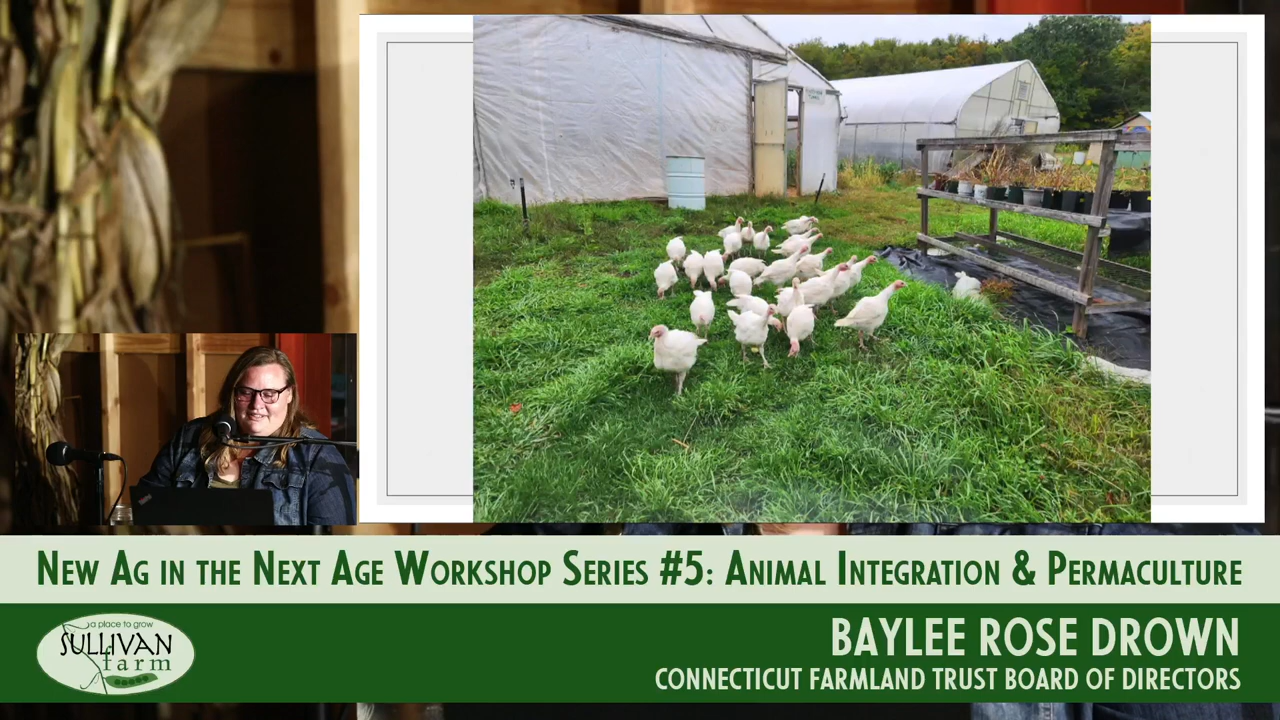 New Ag in the Next Age Workshop Series #5: Animal Integration & Permaculture
a place to grow
SULLIVAN
farm
BAYLEE ROSE DROWN
CONNECTICUT FARMLAND TRUST BOARD OF DIRECTORS